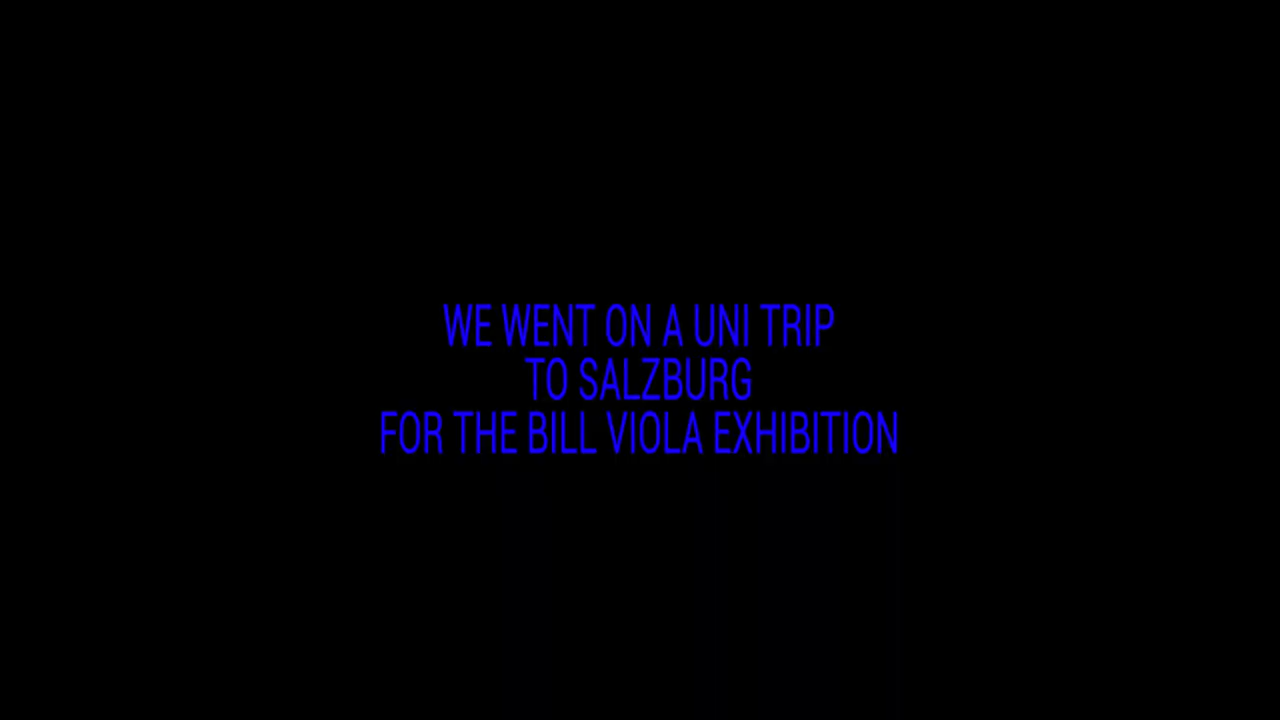 WE WENT ON A UNI TRIP
TO SALZBURG
FOR THE BILL VIOLA EXHIBITION